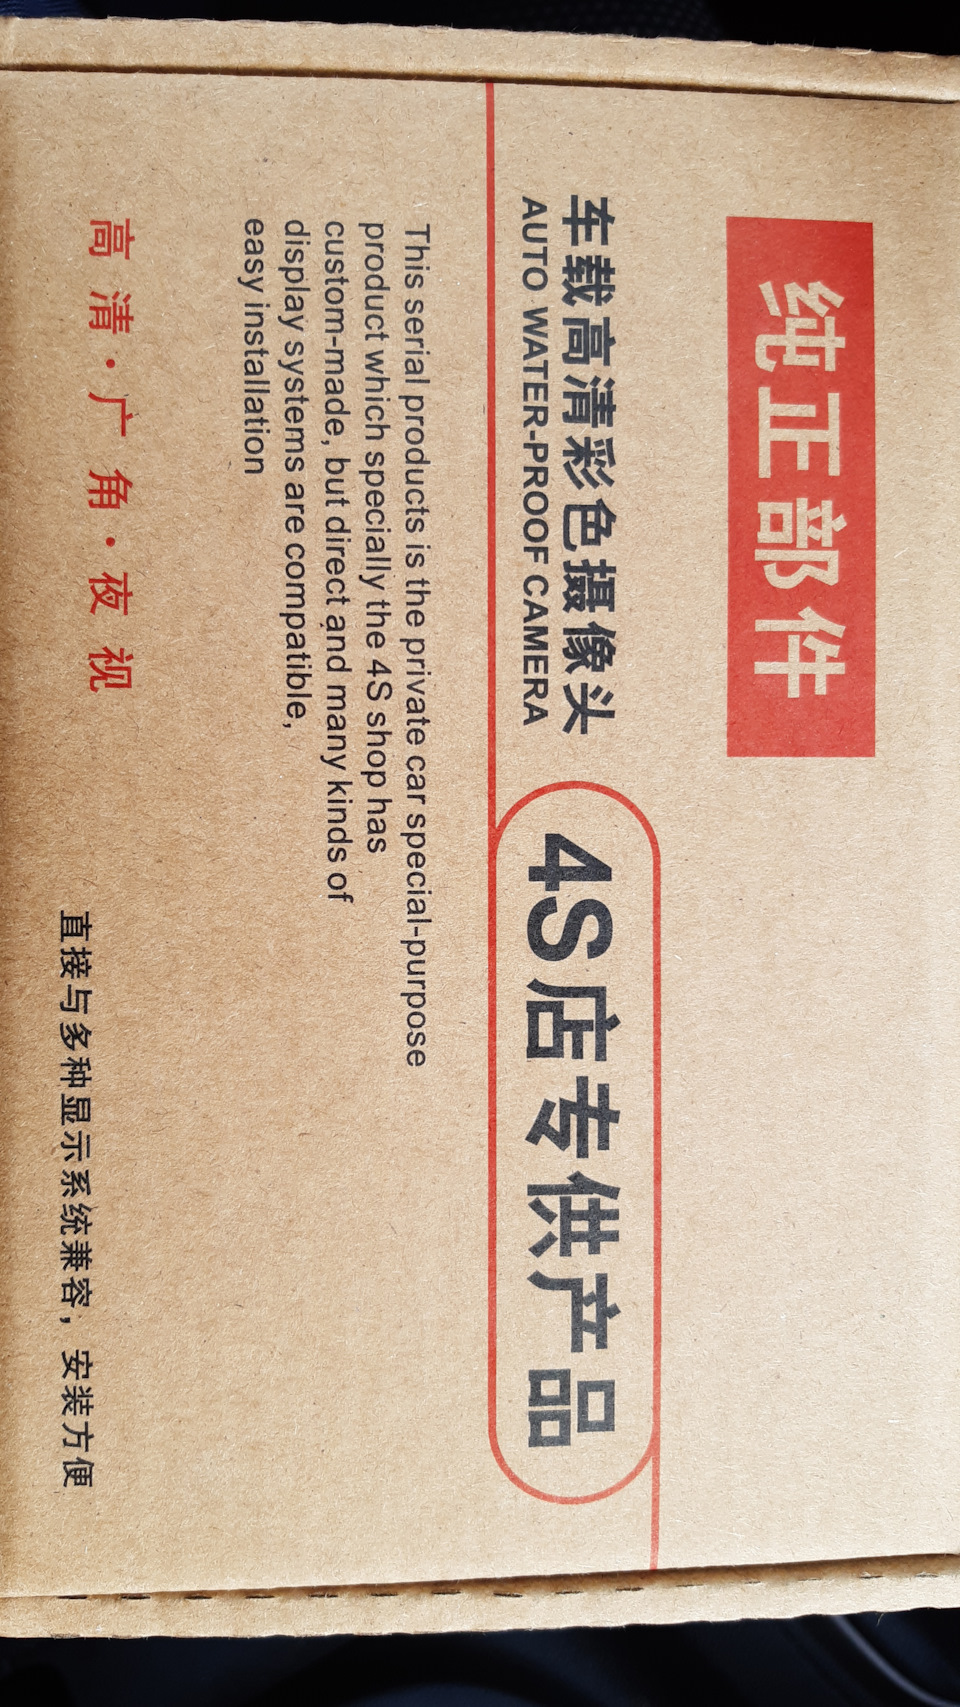 纯正部件
车载高清彩色摄像头
AUTO WATER-PROOF CAMERA
4S店专供产品
This serial products is the private car special-purpose
product which specially the 4S shop has
custom-made, but direct and many kinds of
display systems are compatible,
easy installation
高清·广角·夜视
直接与多种显示系统兼容，安装方便